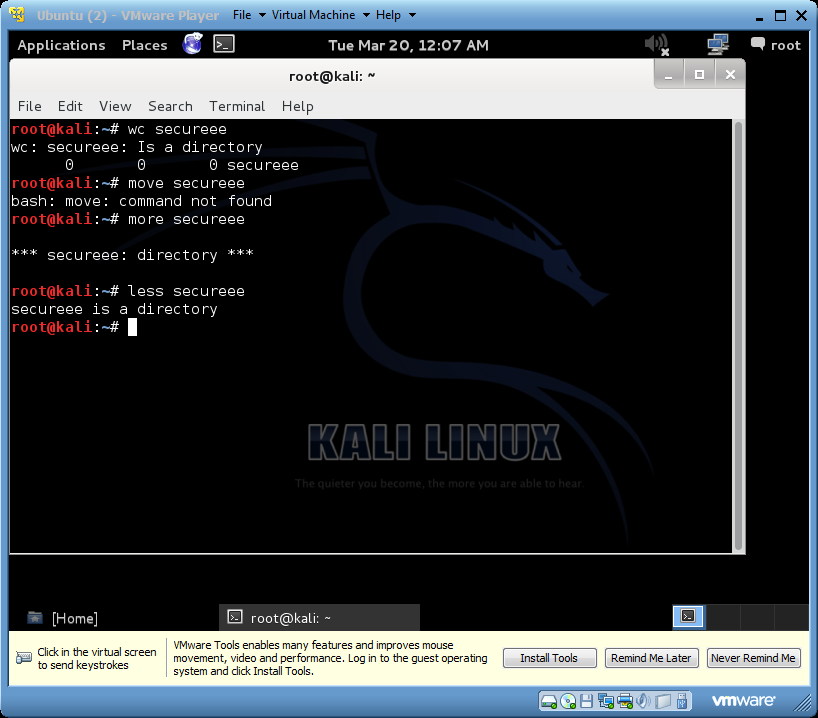 Ubuntu (2) - VMware Player File Virtual Machine Help
Applications Places Tue Mar 20, 12:07 AM root
root@kali: ~
File Edit View Search Terminal Help
root@kali:~# wc secureee
wc: secureee: Is a directory
0 0 0 secureee
root@kali:~# move secureee
bash: move: command not found
root@kali:~# more secureee
*** secureee: directory ***
root@kali:~# less secureee
secureee is a directory
root@kali:~#
KALI LINUX
The quieter you become, the more you are able to hear.
[Home] root@kali: ~
Click in the virtual screen
to send keystrokes
VMware Tools enables many features and improves mouse
movement, video and performance. Log in to the guest operating
system and click Install Tools.
Install Tools Remind Me Later Never Remind Me
vmware